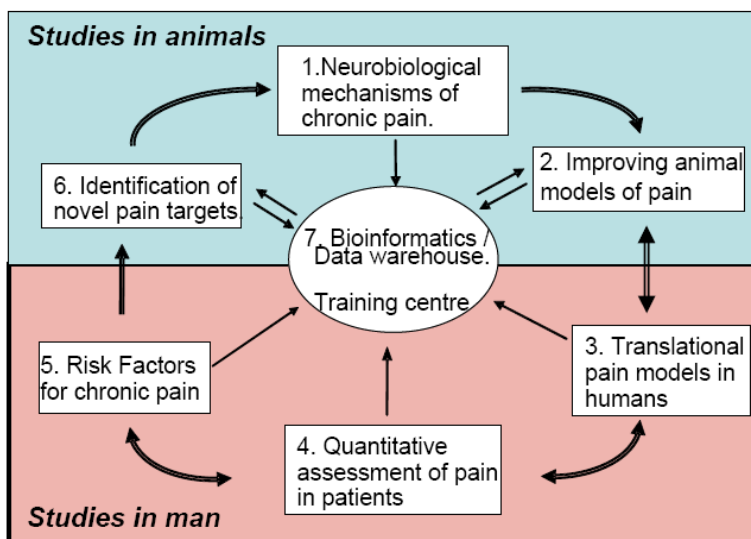 Studies in animals
1.Neurobiological
mechanisms of
chronic pain.
2. Improving animal
models of pain
6. Identification of
novel pain targets.
7. Bioinformatics /
Data warehouse.
Training centre
5. Risk Factors
for chronic pain
3. Translational
pain models in
humans
4. Quantitative
assessment of pain
in patients
Studies in man